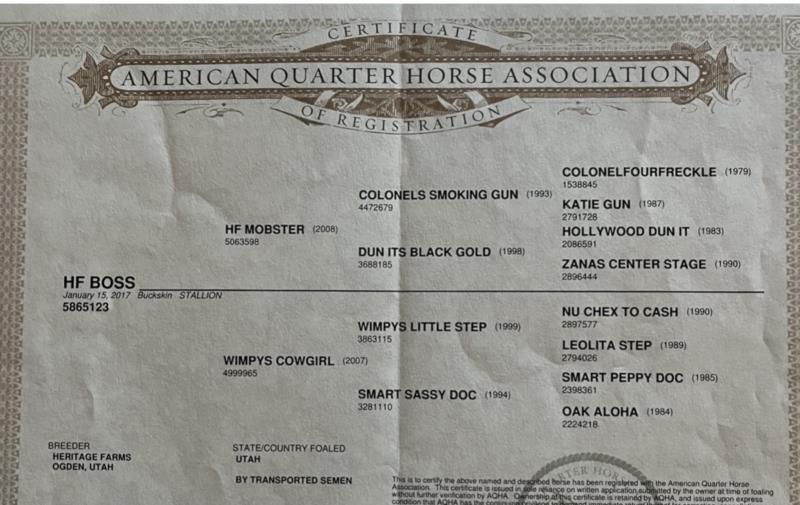 CERTIFICATE
AMERICAN QUARTER HORSE ASSOCIATION
OF REGISTRATION
COLONELFOURFRECKLE (1979)
1538845
COLONELS SMOKING GUN (1993)
4472679
KATIE GUN (1987)
2791728
HF MOBSTER (2008)
5063598
HOLLYWOOD DUN IT (1983)
2086591
DUN ITS BLACK GOLD (1998)
3688185
ZANAS CENTER STAGE (1990)
2896444
HF BOSS
January 15, 2017 Buckskin STALLION
5865123
NU CHEX TO CASH (1990)
2897577
WIMPYS LITTLE STEP (1999)
3863115
LEOLITA STEP (1989)
2794026
WIMPYS COWGIRL (2007)
4999965
SMART PEPPY DOC (1985)
2398361
SMART SASSY DOC (1994)
3281110
OAK ALOHA (1984)
2224218
BREEDER
HERITAGE FARMS
OGDEN, UTAH
STATE/COUNTRY FOALED
UTAH
BY TRANSPORTED SEMEN
This is to certify the above named and described horse has been registered with the American Quarter Horse
Association. This certificate is issued in sole reliance on written application submitted by the owner at time of foaling
without further verification by AQHA. Ownership of this certificate is retained by AQHA, and issued upon express
condition that AQHA has the